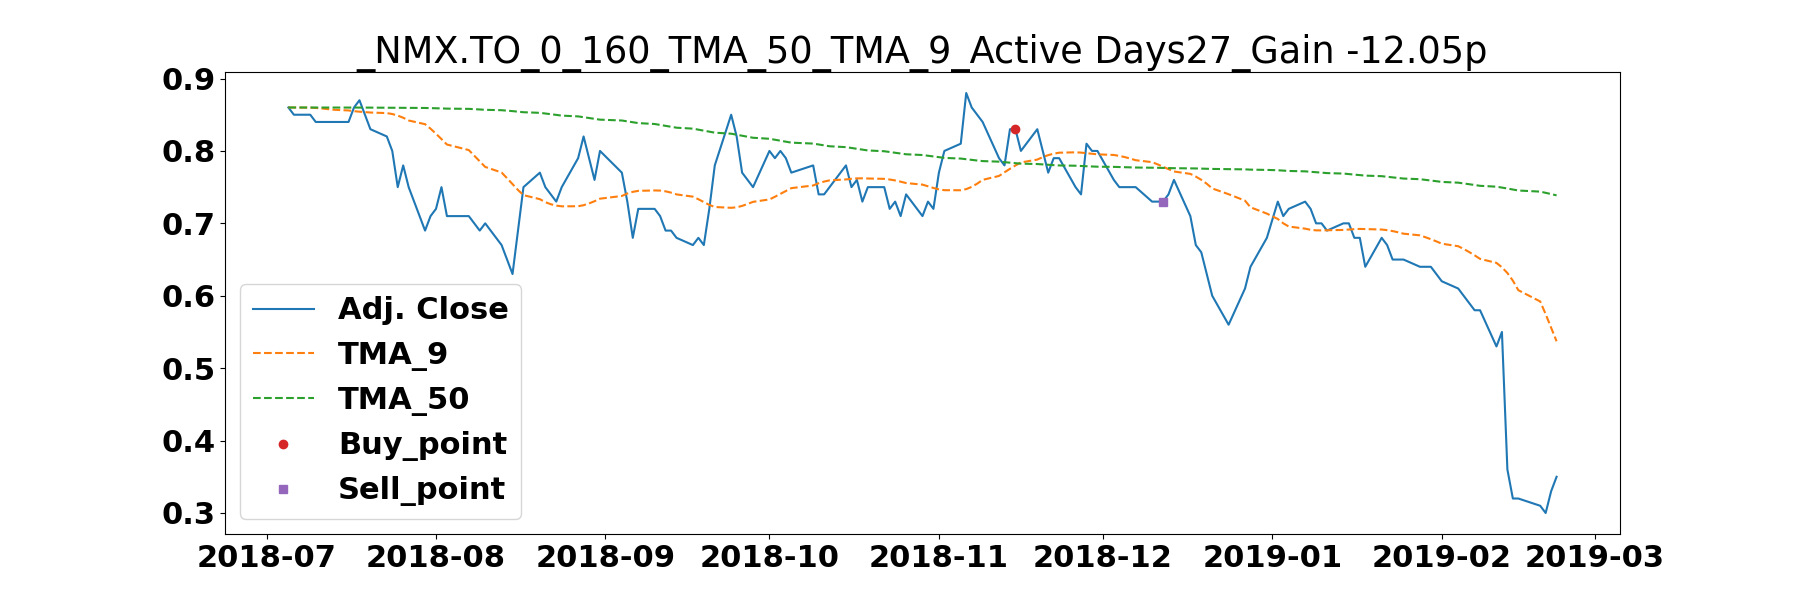 _NMX.TO_0_160_TMA_50_TMA_9_Active Days27_Gain -12.05p
0.9
0.8
0.7
0.6
0.5
0.4
0.3
Adj. Close
TMA_9
TMA_50
Buy_point
Sell_point
2018-07 2018-08 2018-09 2018-10 2018-11 2018-12 2019-01 2019-02 2019-03